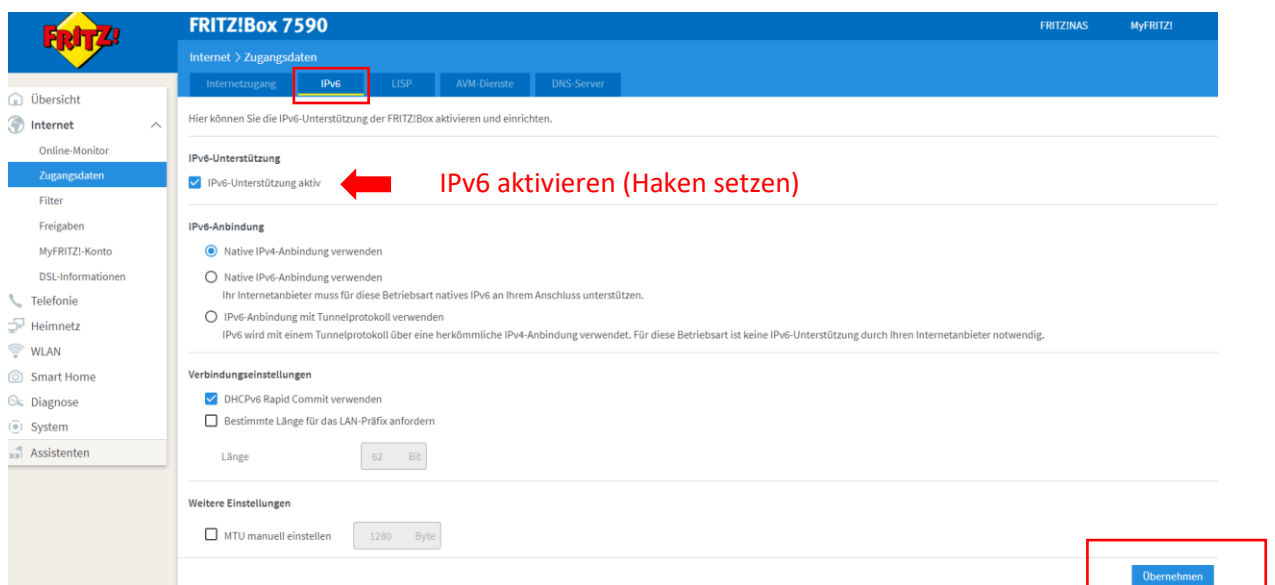 FRITZ!
FRITZ!Box 7590
FRITZ!NAS
MyFRITZ!
Internet > Zugangsdaten
Internetzugang
IPv6
LISP
AVM-Dienste
DNS-Server
Übersicht
Internet
Online-Monitor
Zugangsdaten
Filter
Freigaben
MyFRITZ!-Konto
DSL-Informationen
Telefonie
Heimnetz
WLAN
Smart Home
Diagnose
System
Assistenten
Hier können Sie die IPv6-Unterstützung der FRITZ!Box aktivieren und einrichten.
IPv6-Unterstützung
IPv6-Unterstützung aktiv
IPv6 aktivieren (Haken setzen)
IPv6-Anbindung
Native IPv4-Anbindung verwenden
Native IPv6-Anbindung verwenden
Ihr Internetanbieter muss für diese Betriebsart natives IPv6 an Ihrem Anschluss unterstützen.
IPv6-Anbindung mit Tunnelprotokoll verwenden
IPv6 wird mit einem Tunnelprotokoll über eine herkömmliche IPv4-Anbindung verwendet. Für diese Betriebsart ist keine IPv6-Unterstützung durch Ihren Internetanbieter notwendig.
Verbindungseinstellungen
DHCPv6 Rapid Commit verwenden
Bestimmte Länge für das LAN-Präfix anfordern
Länge 62 Bit
Weitere Einstellungen
MTU manuell einstellen 1280 Byte
Übernehmen